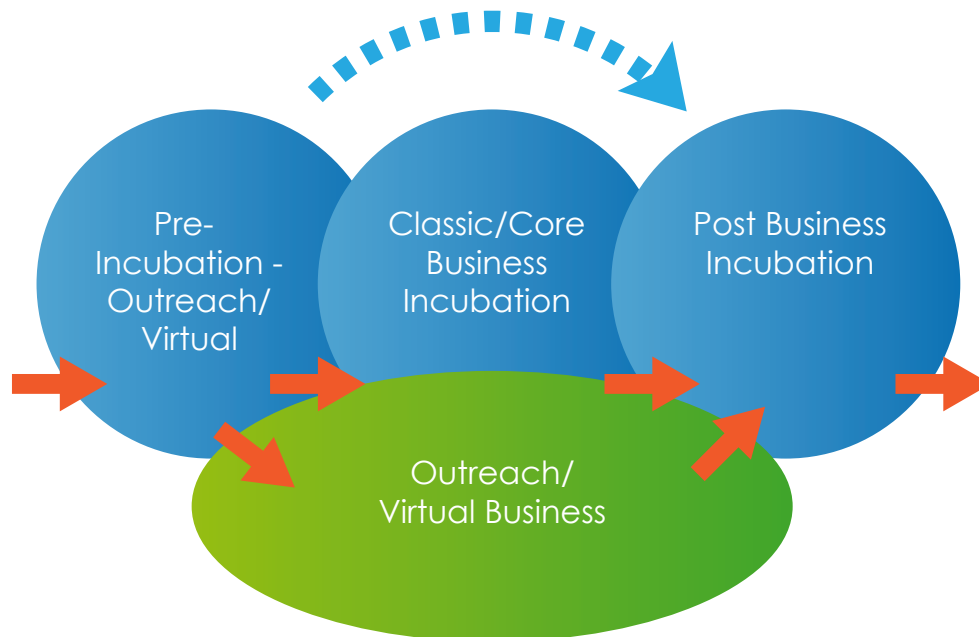 Pre-
Incubation -
Outreach/
Virtual
Classic/Core
Business
Incubation
Post Business
Incubation
Outreach/
Virtual Business